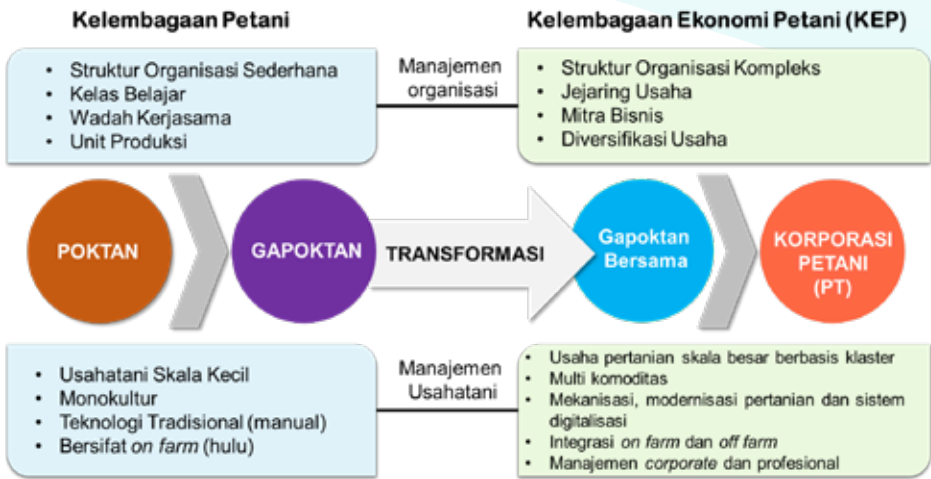 Kelembagaan Petani
Kelembagaan Ekonomi Petani (KEP)
• Struktur Organisasi Sederhana
• Kelas Belajar
• Wadah Kerjasama
• Unit Produksi
Manajemen
organisasi
• Struktur Organisasi Kompleks
• Jejaring Usaha
• Mitra Bisnis
• Diversifikasi Usaha
POKTAN
GAPOKTAN
TRANSFORMASI
Gapoktan
Bersama
KORPORASI
PETANI
(PT)
• Usahatani Skala Kecil
• Monokultur
• Teknologi Tradisional (manual)
• Bersifat on farm (hulu)
Manajemen
Usahatani
• Usaha pertanian skala besar berbasis klaster
• Multi komoditas
• Mekanisasi, modernisasi pertanian dan sistem
digitalisasi
• Integrasi on farm dan off farm
• Manajemen corporate dan profesional